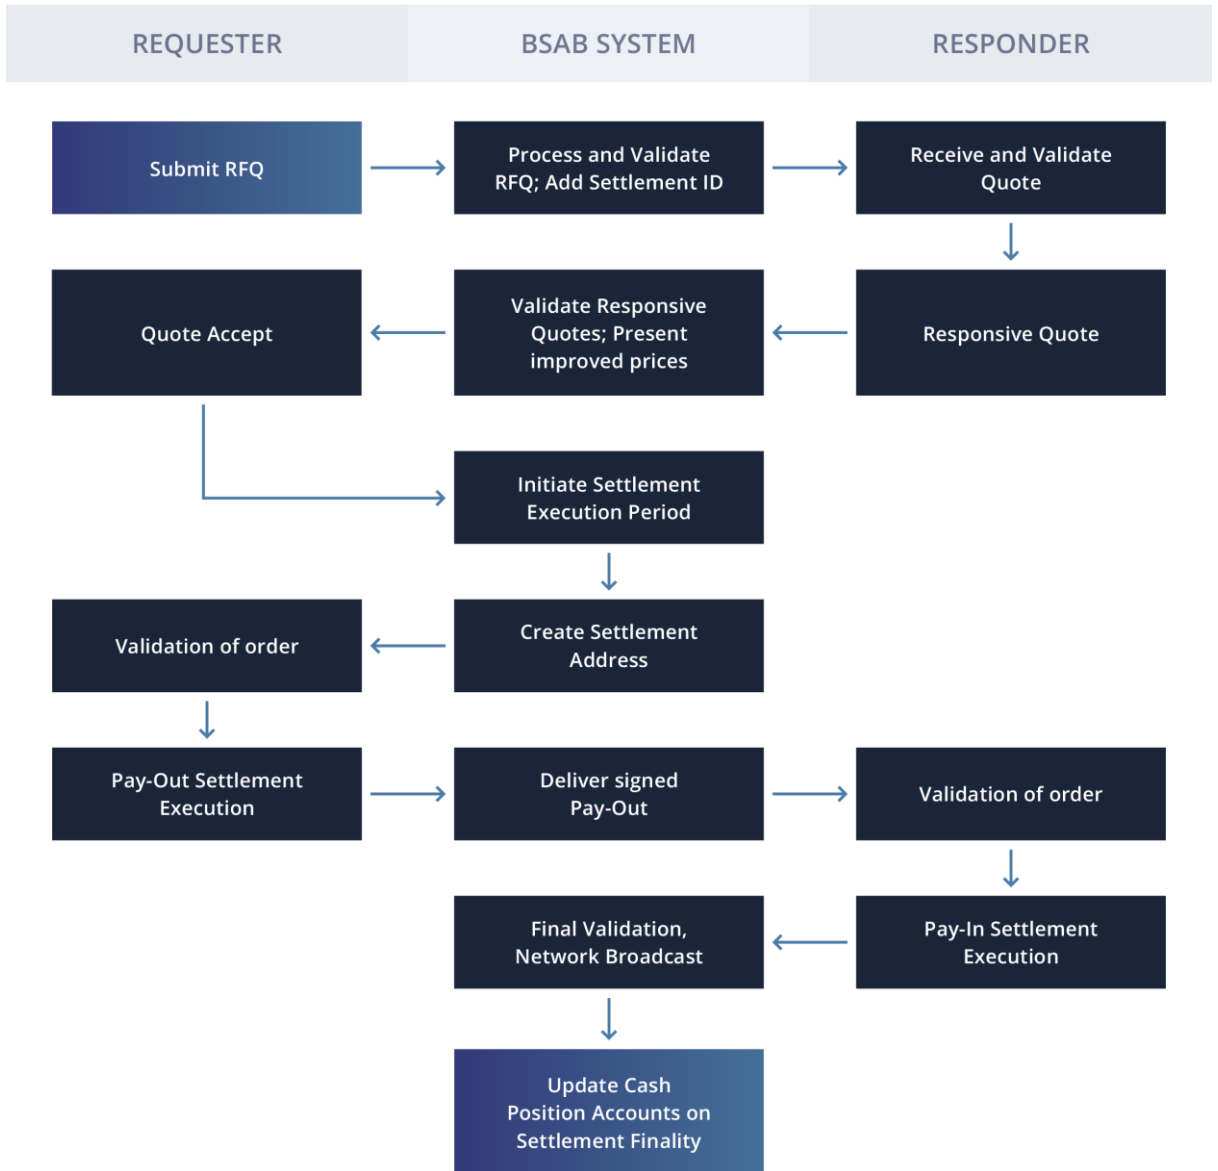 REQUESTER
BSAB SYSTEM
RESPONDER
Submit RFQ
Process and Validate
RFQ; Add Settlement ID
Receive and Validate
Quote
Quote Accept
Validate Responsive
Quotes; Present
improved prices
Responsive Quote
Initiate Settlement
Execution Period
Validation of order
Create Settlement
Address
Pay-Out Settlement
Execution
Deliver signed
Pay-Out
Validation of order
Final Validation,
Network Broadcast
Pay-In Settlement
Execution
Update Cash
Position Accounts on
Settlement Finality